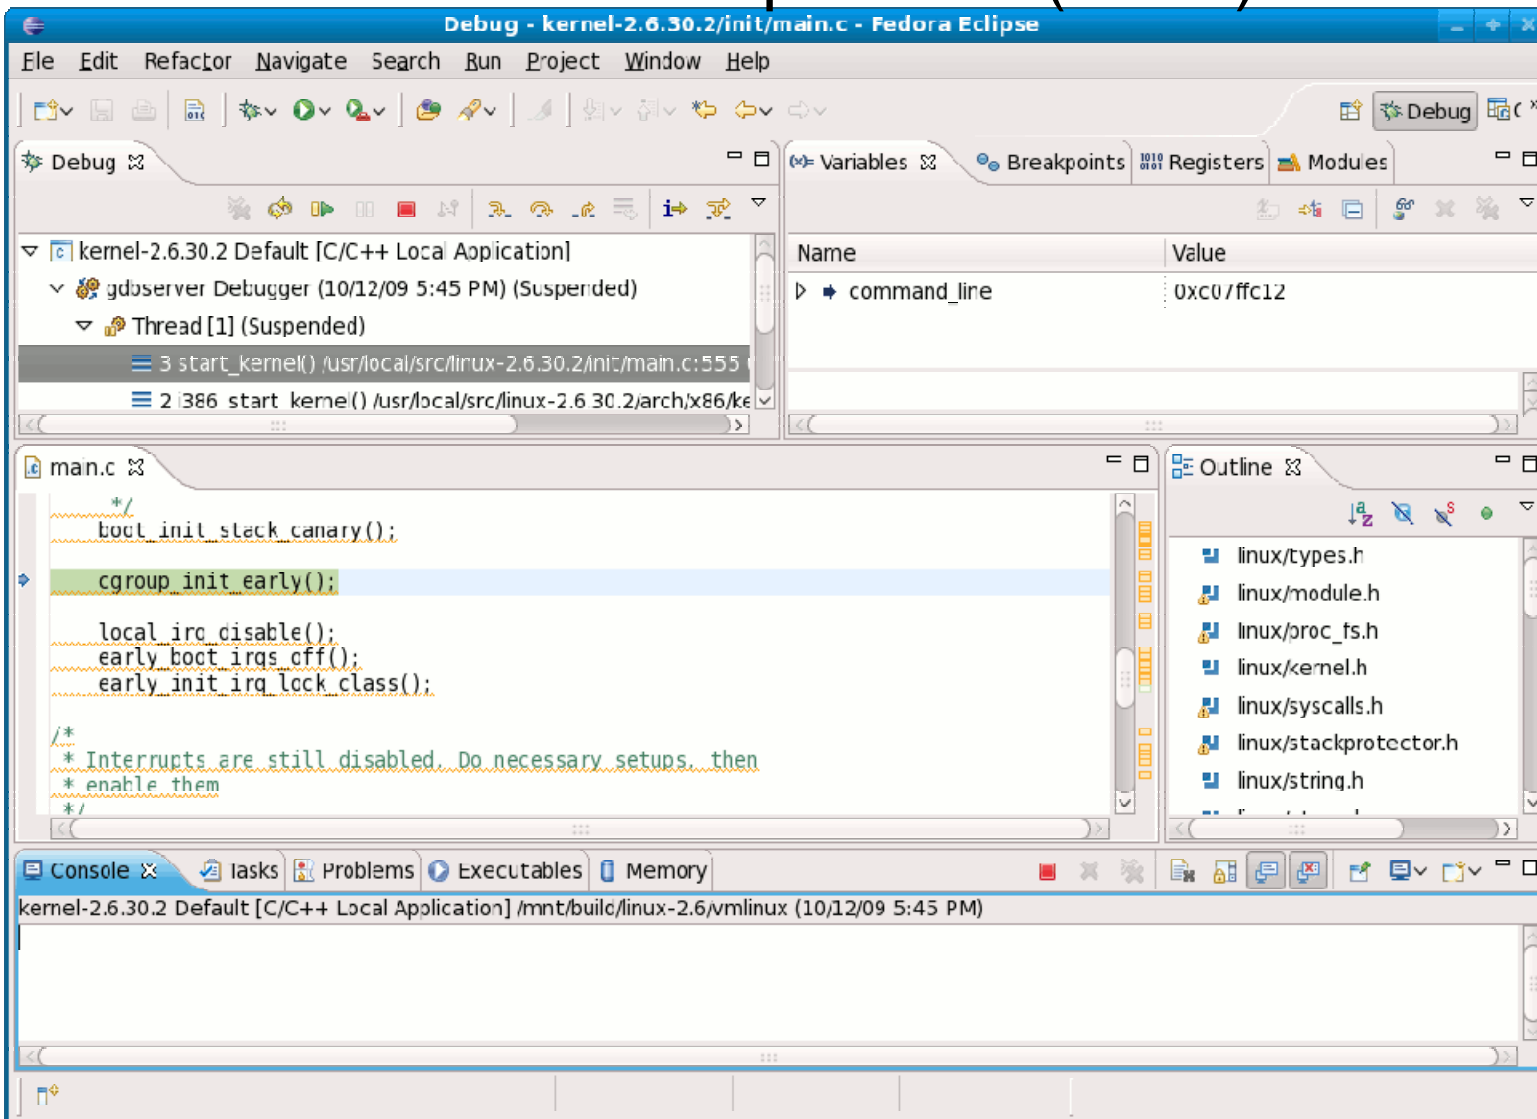 Debug - kernel-2.6.30.2/init/main.c - Fedora Eclipse
File Edit Refactor Navigate Search Run Project Window Help
Debug
Debug
Variables Breakpoints Registers Modules
kernel-2.6.30.2 Default [C/C++ Local Application]
gdbserver Debugger (10/12/09 5:45 PM) (Suspended)
Thread [1] (Suspended)
3 start_kernel() /usr/local/src/linux-2.6.30.2/init/main.c:555
2 i386_start_kernel() /usr/local/src/linux-2.6.30.2/arch/x86/ke
Name Value
command_line 0xc07ffc12
main.c
*/
boot_init_stack_canary();
cgroup_init_early();
local_irq_disable();
early_boot_irqs_off();
early_init_irq_lock_class();
/*
* Interrupts are still disabled. Do necessary setups, then
* enable them
*/
Outline
linux/types.h
linux/module.h
linux/proc_fs.h
linux/kernel.h
linux/syscalls.h
linux/stackprotector.h
linux/string.h
Console Tasks Problems Executables Memory
kernel-2.6.30.2 Default [C/C++ Local Application] /mnt/build/linux-2.6/vmlinux (10/12/09 5:45 PM)